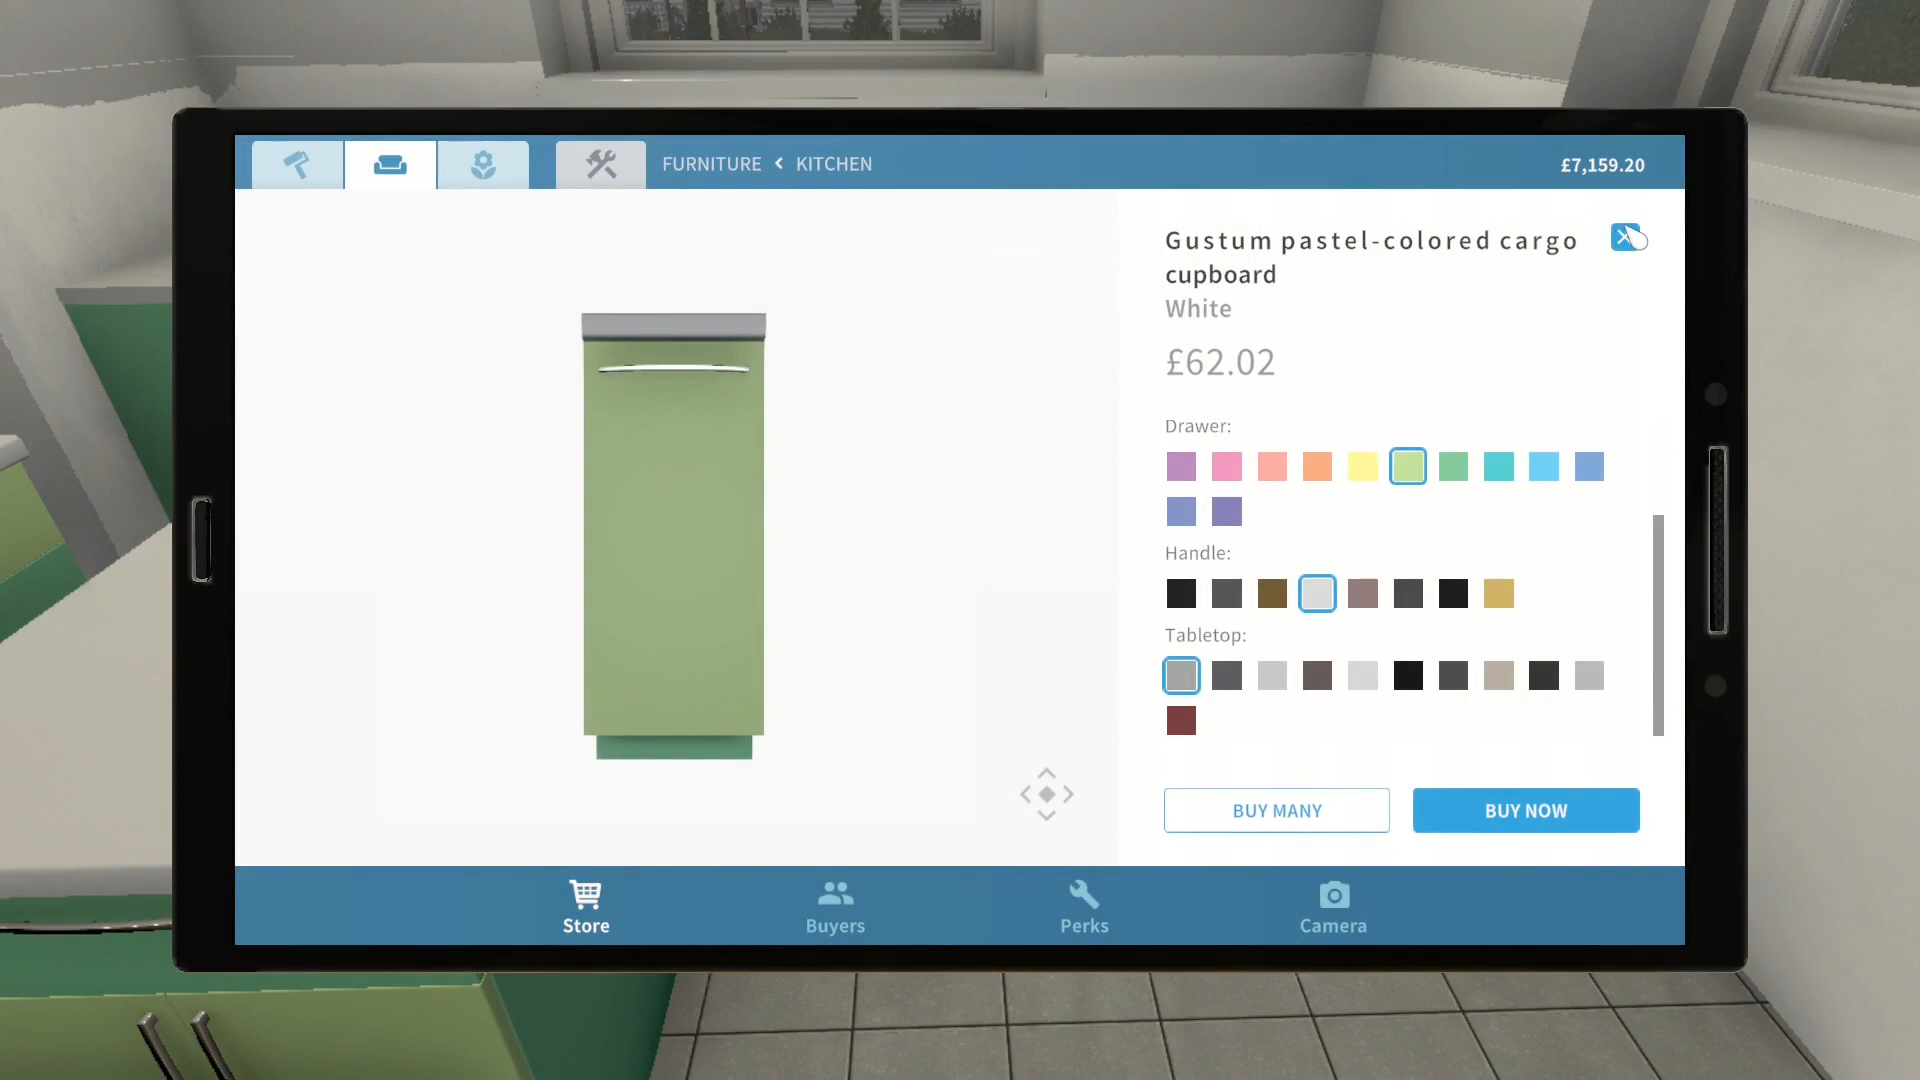 FURNITURE < KITCHEN
£7,159.20
Gustum pastel-colored cargo
cupboard
White
£62.02
Drawer:
Handle:
Tabletop:
BUY MANY
BUY NOW
Store
Buyers
Perks
Camera